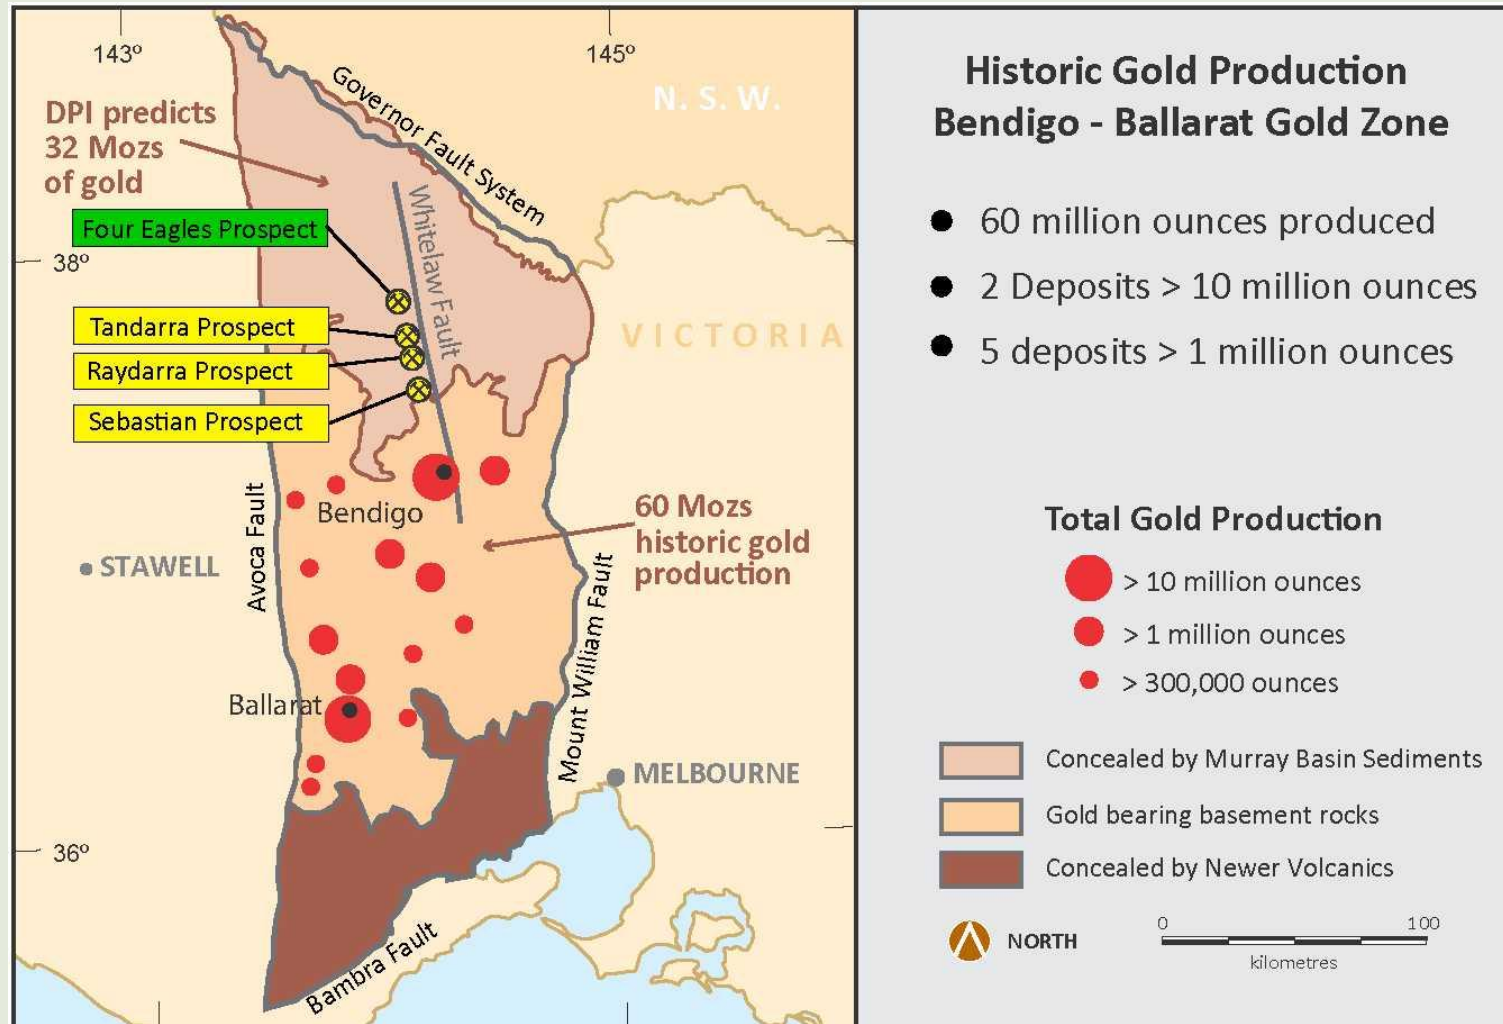 143º
145º
Governor Fault System
N. S. W.
DPI predicts
32 Mozs
of gold
Four Eagles Prospect
38º
Whitelaw Fault
Tandarra Prospect
VICTORIA
Raydarra Prospect
Sebastian Prospect
Avoca Fault
Bendigo
60 Mozs
historic gold
production
STAWELL
Mount William Fault
Ballarat
MELBOURNE
36º
Bambra Fault
Historic Gold Production
Bendigo - Ballarat Gold Zone
60 million ounces produced
2 Deposits > 10 million ounces
5 deposits > 1 million ounces
Total Gold Production
> 10 million ounces
> 1 million ounces
> 300,000 ounces
Concealed by Murray Basin Sediments
Gold bearing basement rocks
Concealed by Newer Volcanics
NORTH
0 100
kilometres